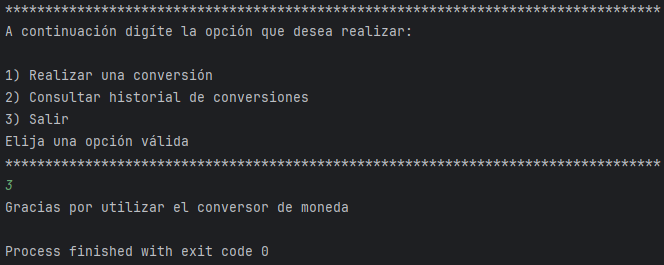 **********************************************************************************
A continuación digite la opción que desea realizar:
1) Realizar una conversión
2) Consultar historial de conversiones
3) Salir
Elija una opción válida
**********************************************************************************
3
Gracias por utilizar el conversor de moneda
Process finished with exit code 0